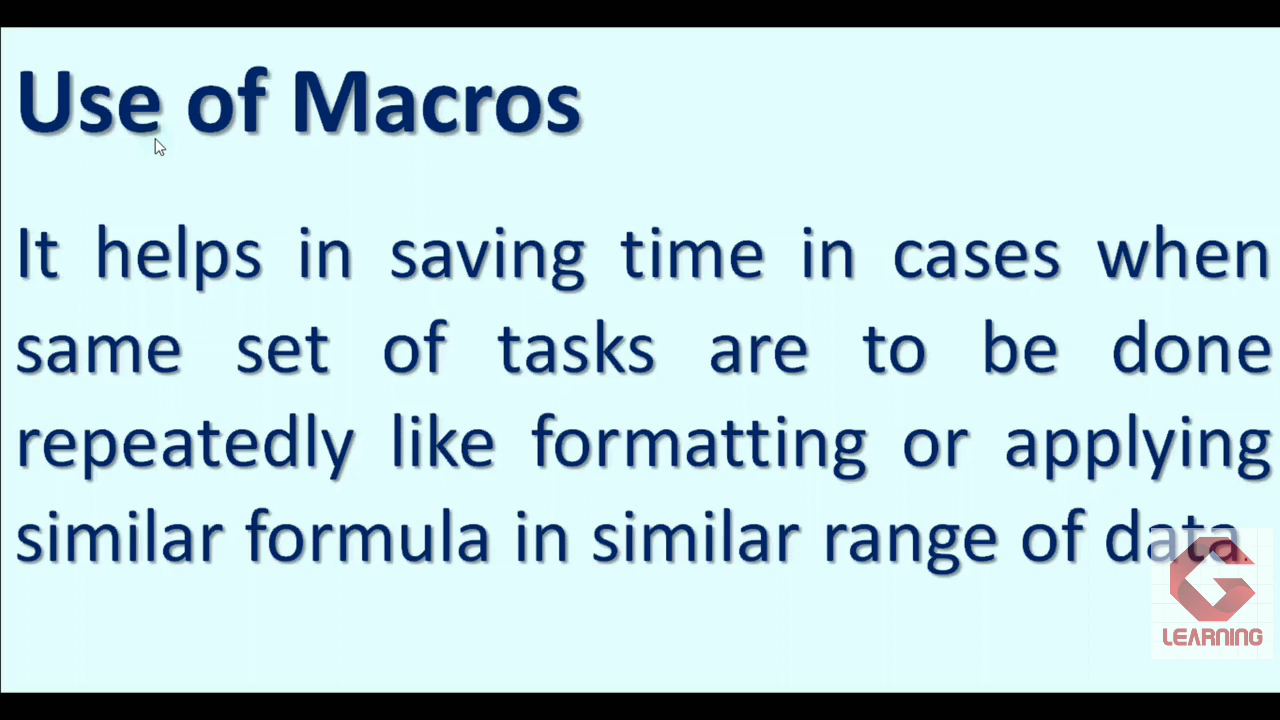 Use of Macros
It helps in saving time in cases when
same set of tasks are to be done
repeatedly like formatting or applying
similar formula in similar range of data.
LEARNING